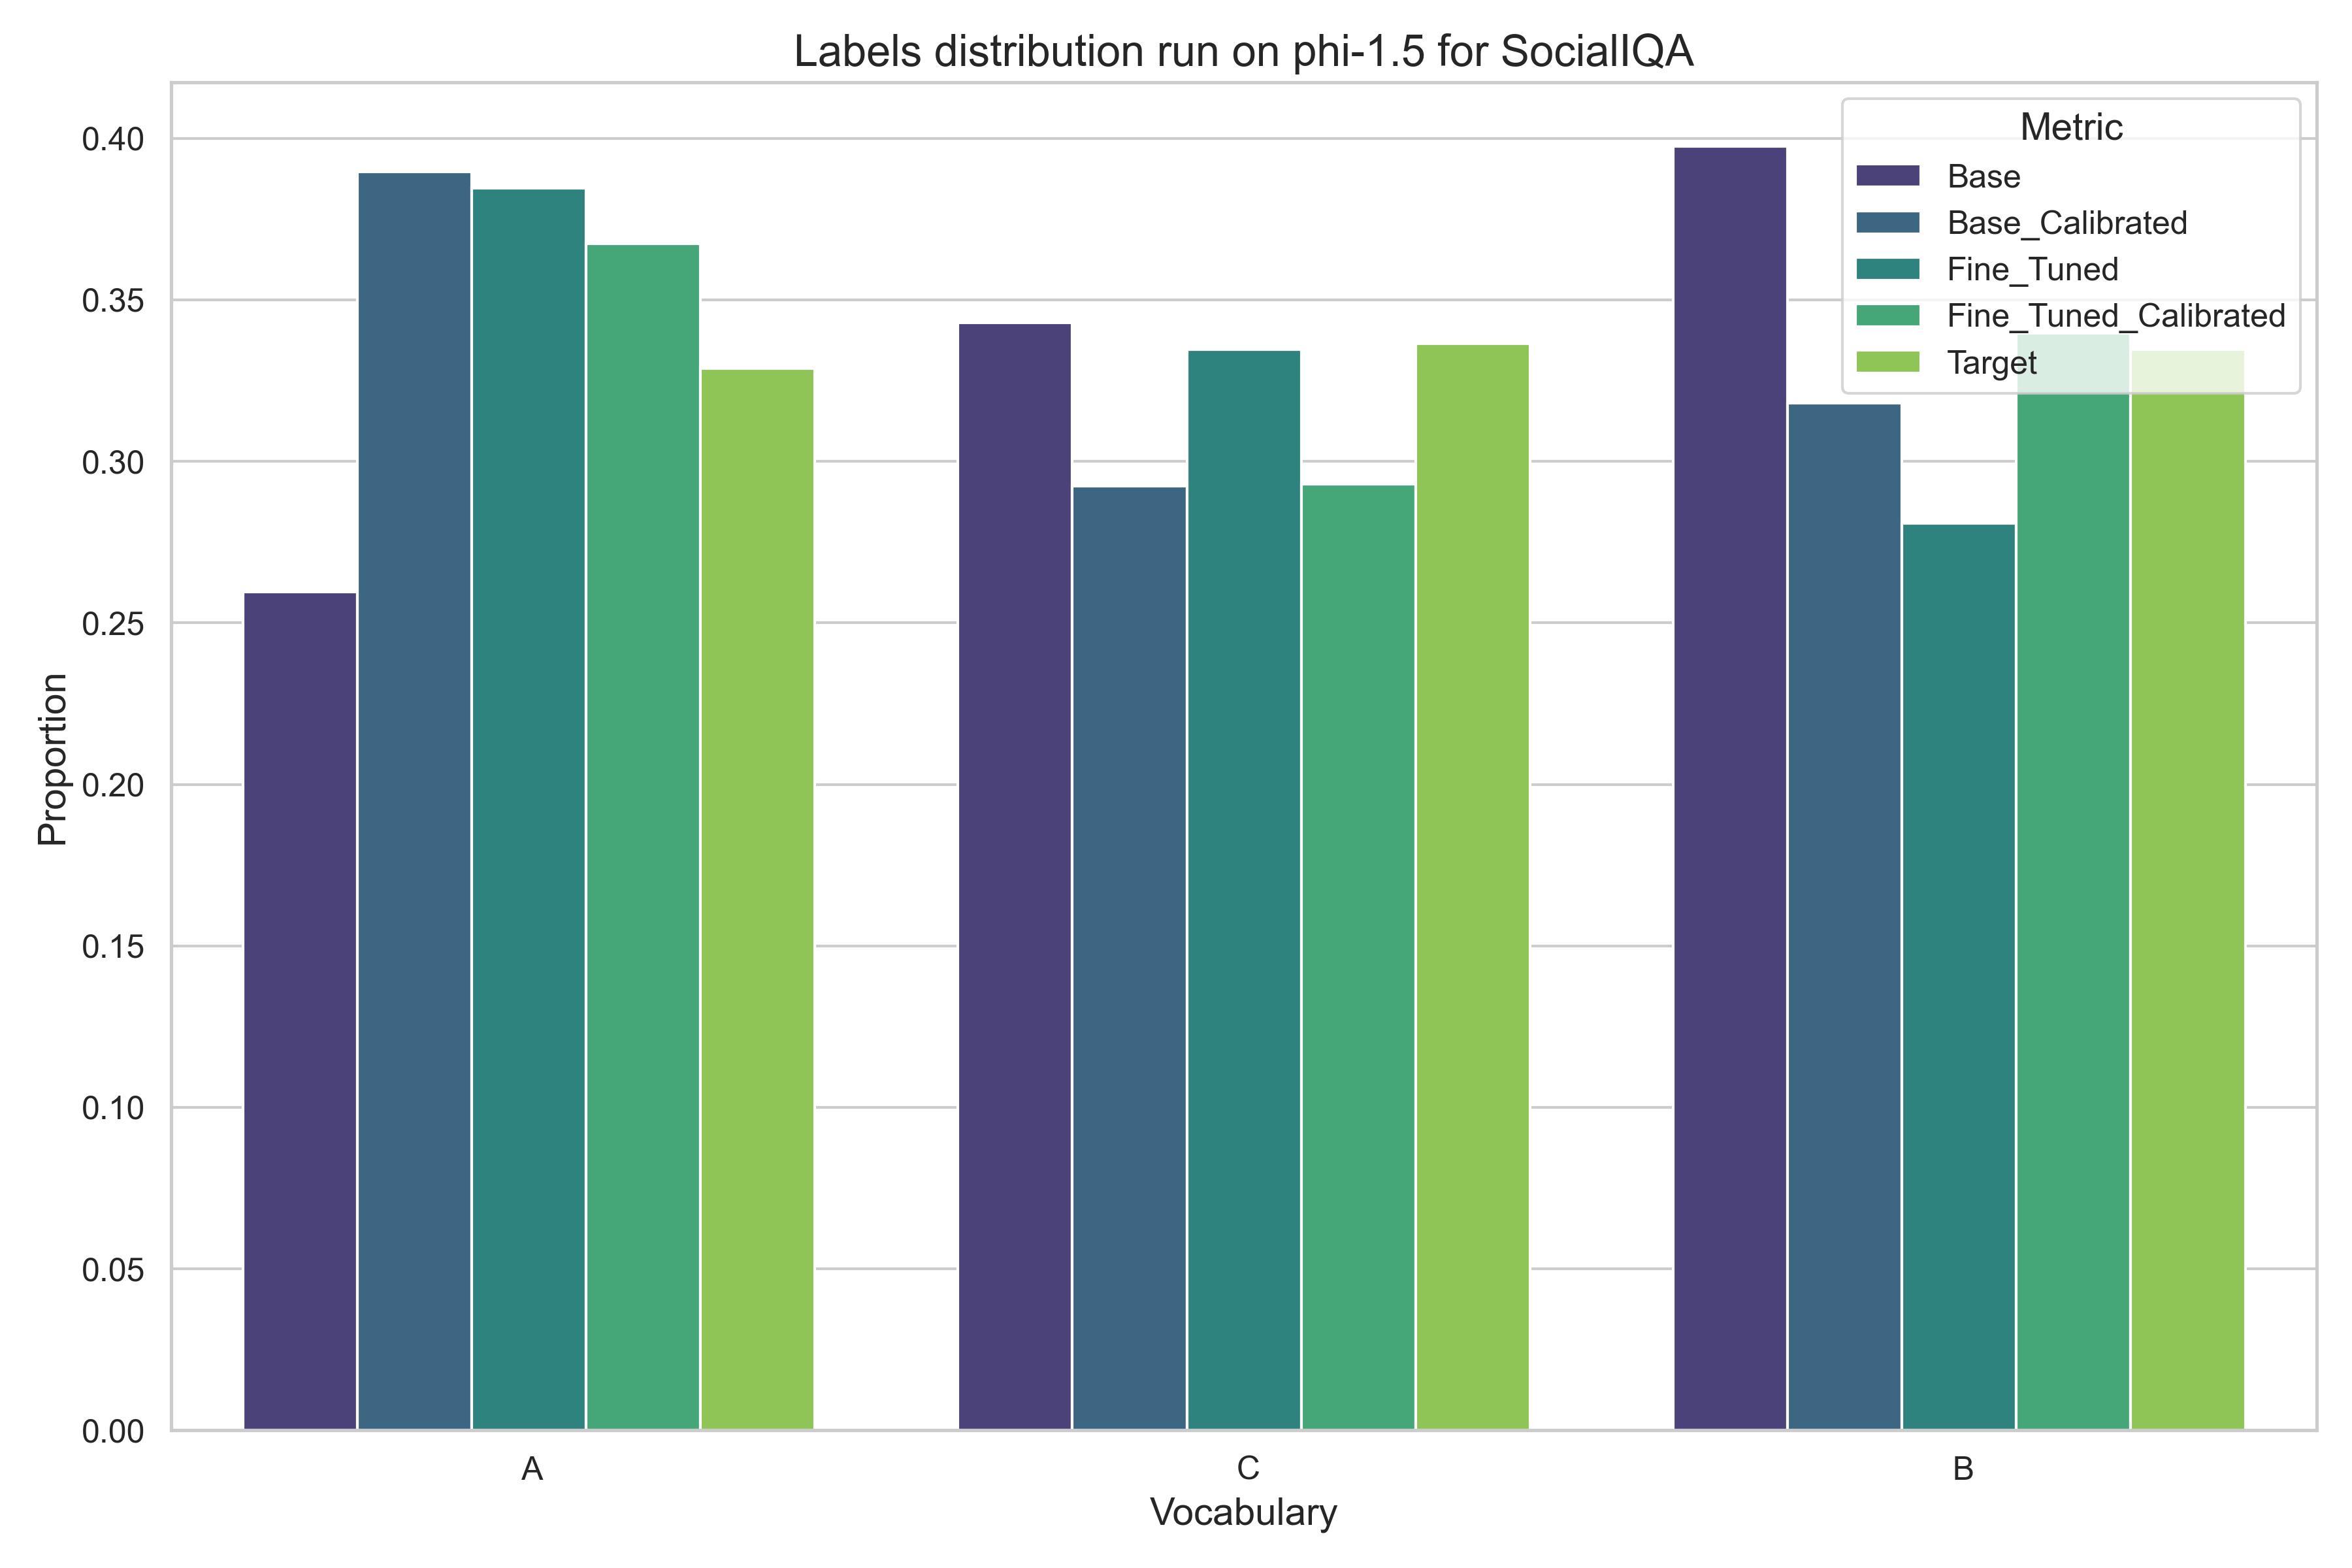 Labels distribution run on phi-1.5 for SocialIQA
Metric
Base
Base_Calibrated
Fine_Tuned
Fine_Tuned_Calibrated
Target
Proportion
0.40
0.35
0.30
0.25
0.20
0.15
0.10
0.05
0.00
A
C
B
Vocabulary